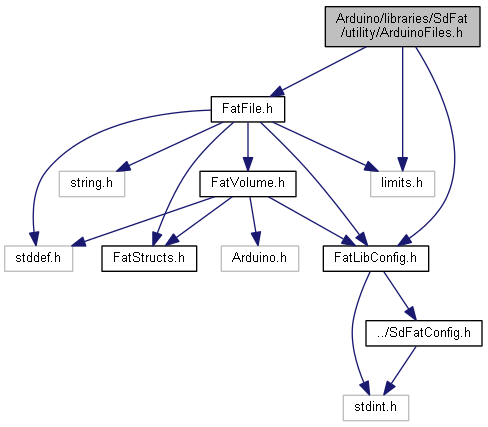 Arduino/libraries/SdFat
/utility/ArduinoFiles.h
FatFile.h
string.h
FatVolume.h
limits.h
stddef.h
FatStructs.h
Arduino.h
FatLibConfig.h
../SdFatConfig.h
stdint.h